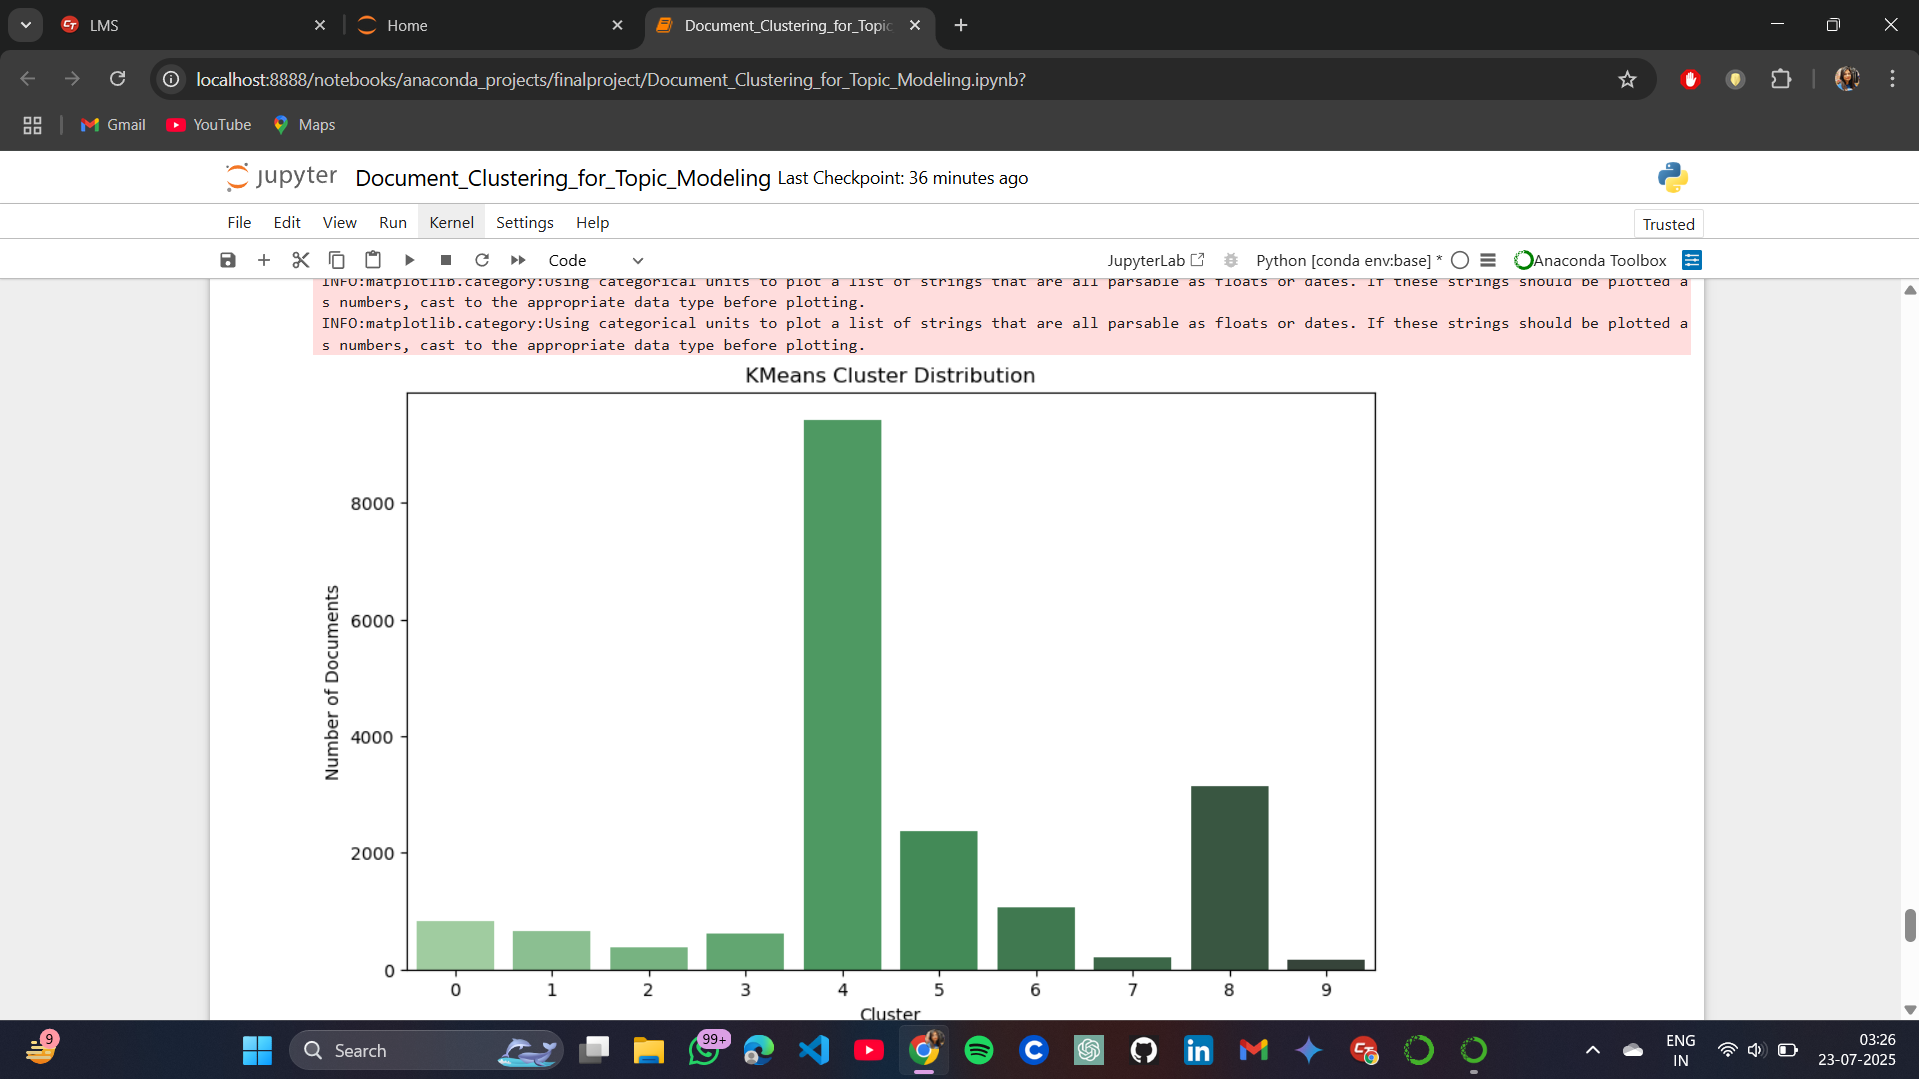 LMS
Home
Document_Clustering_for_Topic
localhost:8888/notebooks/anaconda_projects/finalproject/Document_Clustering_for_Topic_Modeling.ipynb?
Gmail
YouTube
Maps
jupyter
Document_Clustering_for_Topic_Modeling Last Checkpoint: 36 minutes ago
File Edit View Run Kernel Settings Help
Trusted
Code
JupyterLab
Python [conda env:base] *
Anaconda Toolbox
INFO:matplotlib.category:Using categorical units to plot a list of strings that are all parsable as floats or dates. If these strings should be plotted a
s numbers, cast to the appropriate data type before plotting.
INFO:matplotlib.category:Using categorical units to plot a list of strings that are all parsable as floats or dates. If these strings should be plotted a
s numbers, cast to the appropriate data type before plotting.
KMeans Cluster Distribution
Number of Documents
8000
6000
4000
2000
0
0 1 2 3 4 5 6 7 8 9
Cluster
9
Search
99+
ENG
IN
03:26
23-07-2025